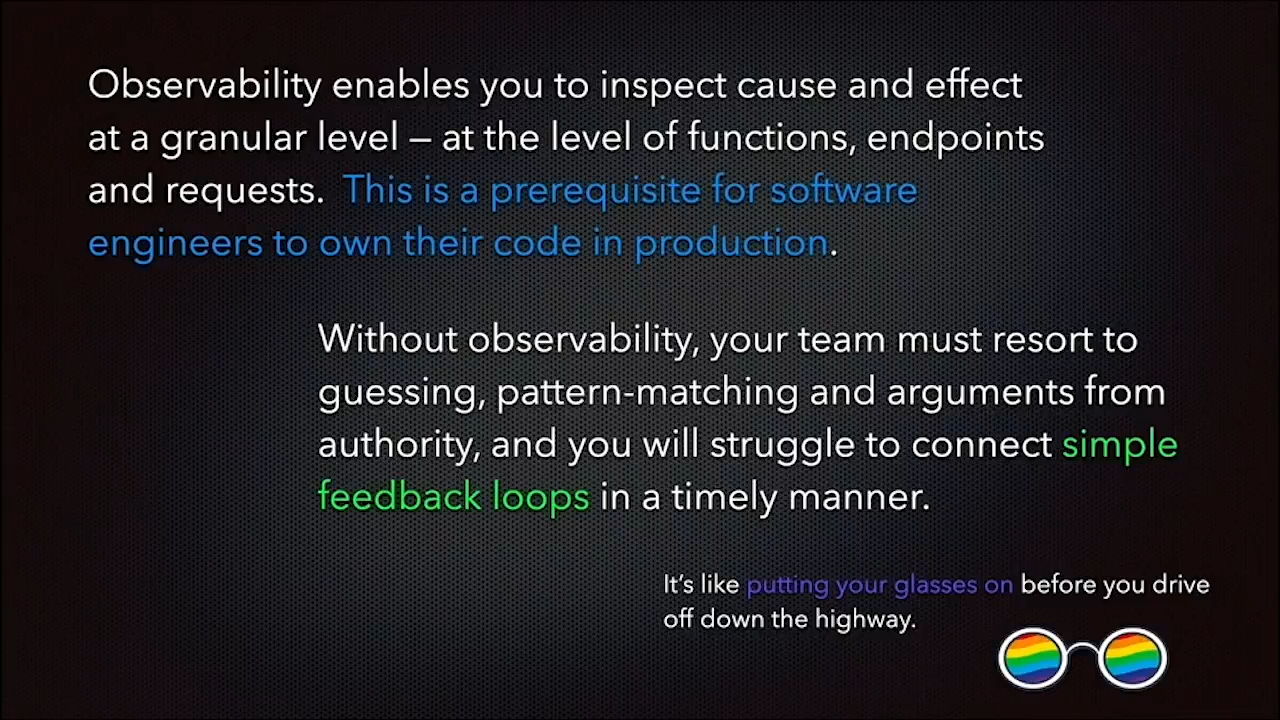 Observability enables you to inspect cause and effect
at a granular level – at the level of functions, endpoints
and requests. This is a prerequisite for software
engineers to own their code in production.
Without observability, your team must resort to
guessing, pattern-matching and arguments from
authority, and you will struggle to connect simple
feedback loops in a timely manner.
It's like putting your glasses on before you drive
off down the highway.